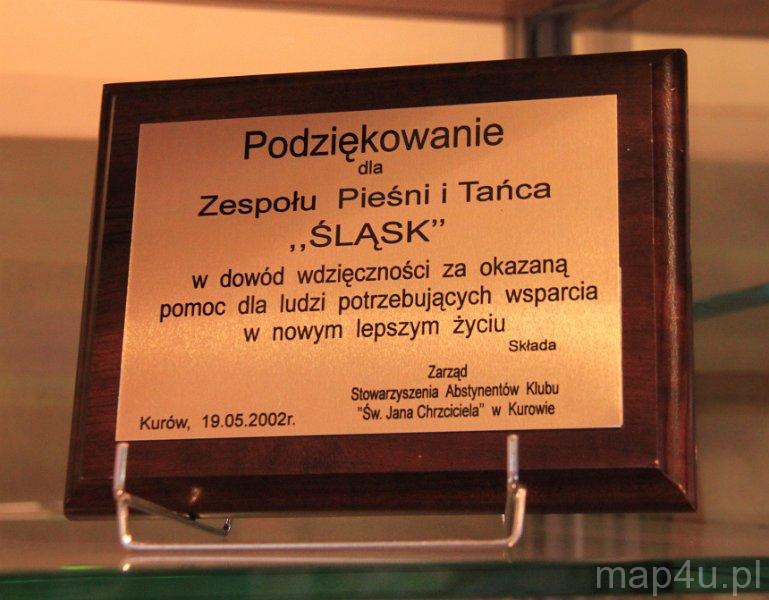 Podziękowanie
dla
Zespołu Pieśni i Tańca
,,ŚLĄSK"
w dowód wdzięczności za okazaną
pomoc dla ludzi potrzebujących wsparcia
w nowym lepszym życiu
Składa
Zarząd
Stowarzyszenia Abstynentów Klubu
"Św. Jana Chrzciciela" w Kurowie
Kurów, 19.05.2002r.
map4u.pl